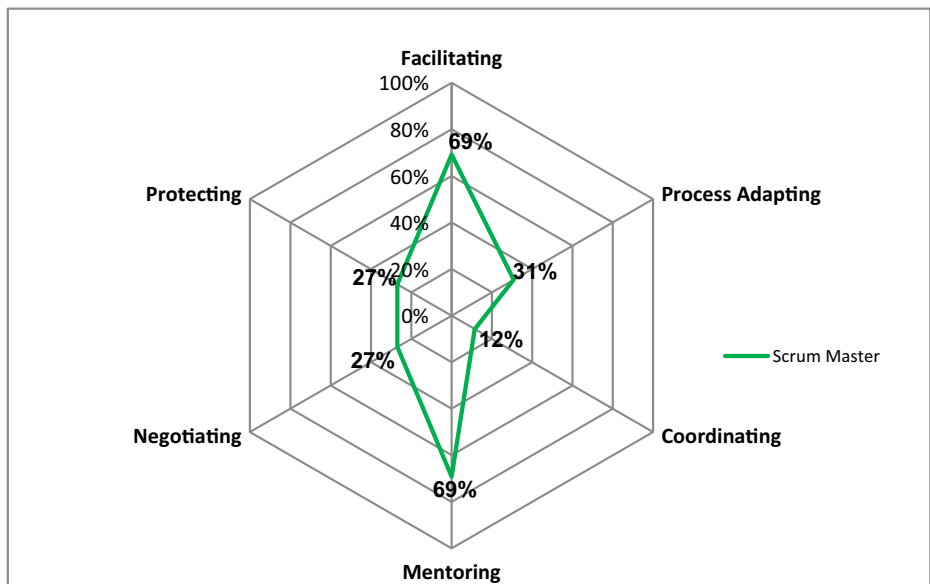 Facilitating
100%
80%
69%
60%
Protecting
Process Adapting
40%
20%
27%
31%
0%
12%
27%
Scrum Master
Negotiating
Coordinating
69%
Mentoring